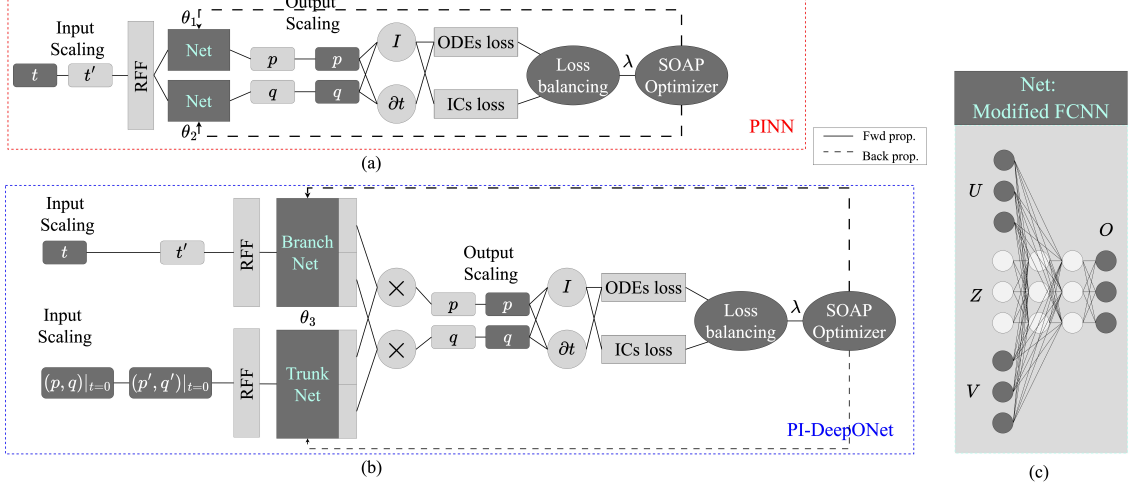 Output
Scaling
θ₁
Input
Scaling
t
t′
RFF
Net
Net
θ₂
p
p
q
q
I
∂t
ODEs loss
ICs loss
Loss
balancing
λ
SOAP
Optimizer
PINN
(a)
Fwd prop.
Back prop.
Input
Scaling
t
t′
RFF
Branch
Net
θ₃
Input
Scaling
(p, q)|ₜ₌₀
(p′, q′)|ₜ₌₀
RFF
Trunk
Net
×
×
Output
Scaling
p
p
q
q
I
∂t
ODEs loss
ICs loss
Loss
balancing
λ
SOAP
Optimizer
PI-DeepONet
(b)
Net:
Modified FCNN
U
Z
V
O
(c)